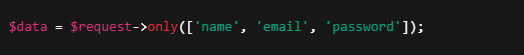 $data = $request->only(['name', 'email', 'password']);